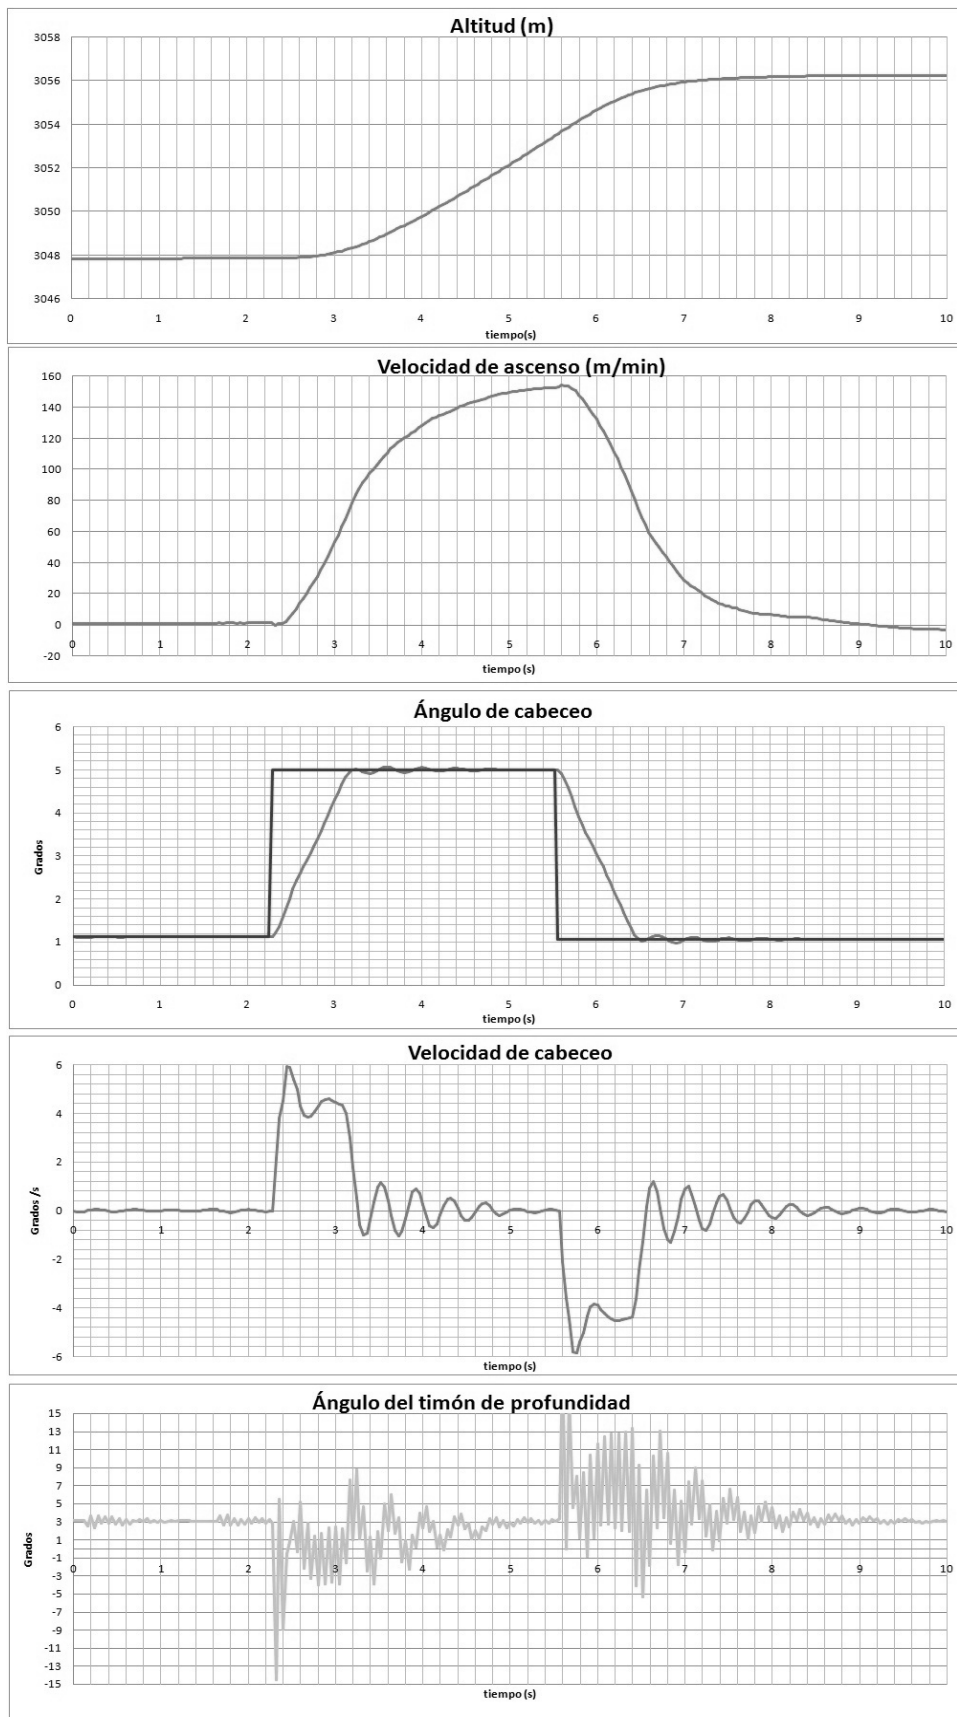 Altitud (m)
3058
3056
3054
3052
3050
3048
3046
0 1 2 3 4 5 6 7 8 9 10
tiempo(s)
Velocidad de ascenso (m/min)
160
140
120
100
80
60
40
20
0
-20
0 1 2 3 4 5 6 7 8 9 10
tiempo (s)
Ángulo de cabeceo
6
5
4
3
2
1
0
Grados
0 1 2 3 4 5 6 7 8 9 10
tiempo (s)
Velocidad de cabeceo
6
4
2
0
-2
-4
-6
Grados /s
0 1 2 3 4 5 6 7 8 9 10
tiempo (s)
Ángulo del timón de profundidad
15
13
11
9
7
5
3
1
-1
-3
-5
-7
-9
-11
-13
-15
Grados
0 1 2 3 4 5 6 7 8 9 10
tiempo (s)